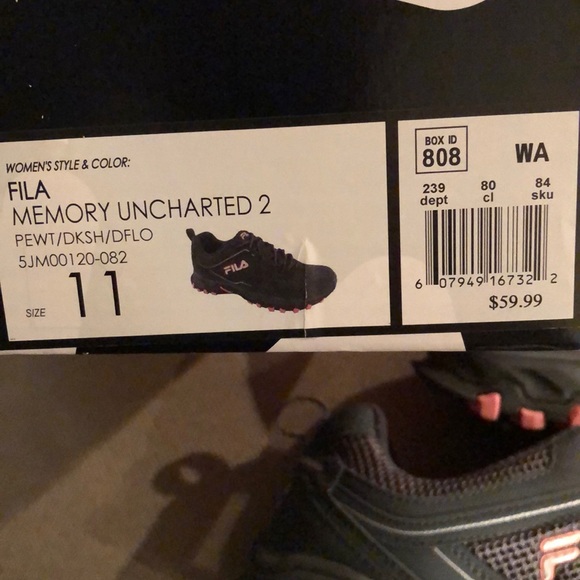 WOMEN'S STYLE & COLOR:
FILA
MEMORY UNCHARTED 2
PEWT/DKSH/DFLO
5JM00120-082
SIZE 11
FILA
BOX ID
808
WA
239 80 84
dept cl sku
6 07949 16732 2
$59.99